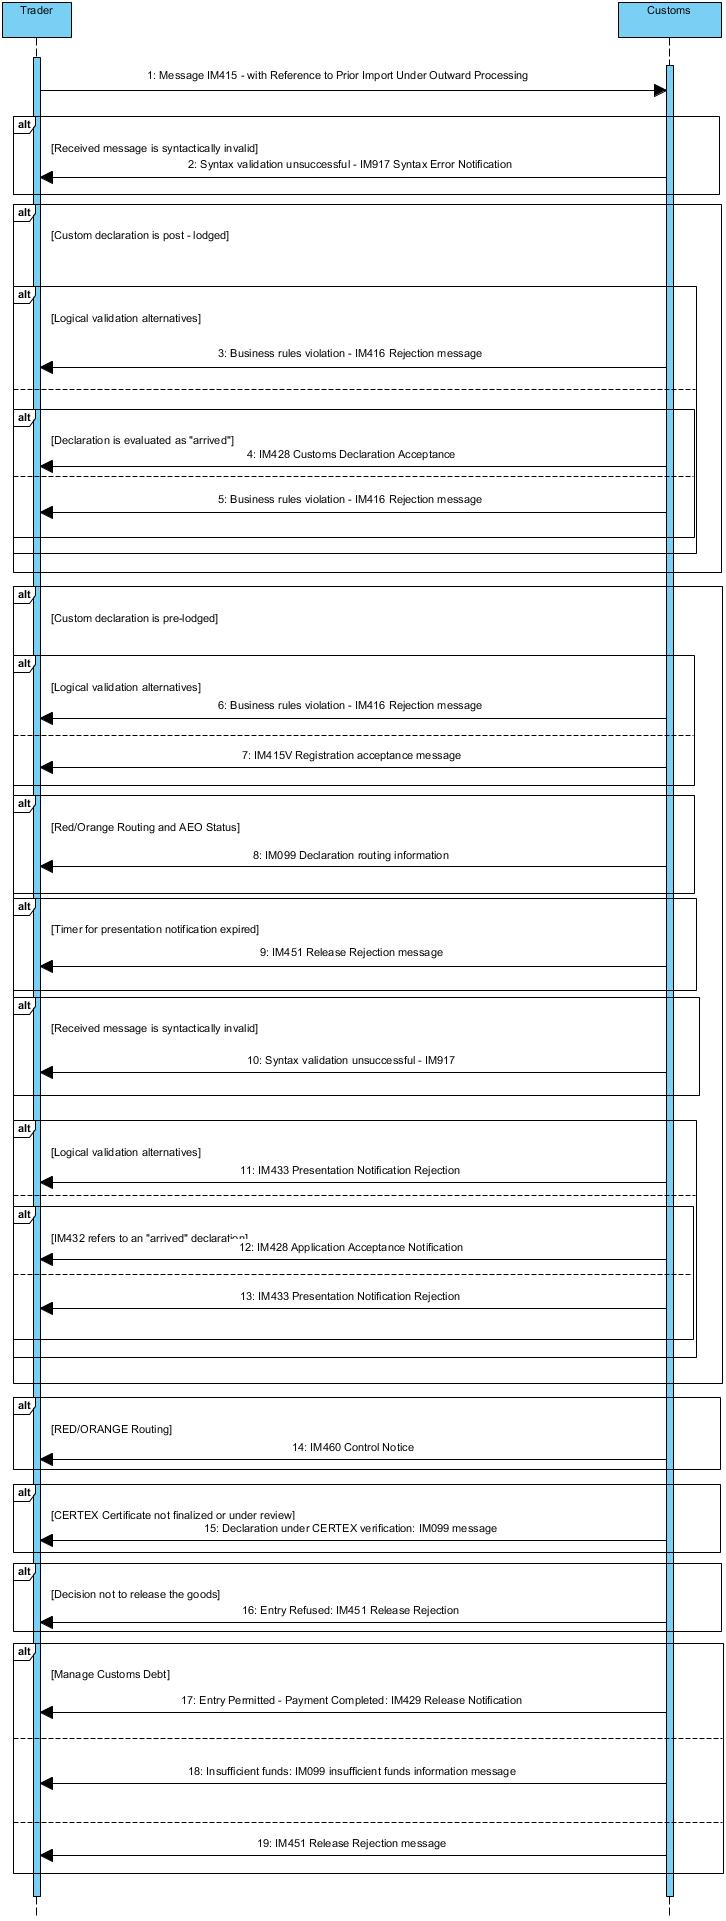 Trader
Customs
1: Message IM415 - with Reference to Prior Import Under Outward Processing
alt
[Received message is syntactically invalid]
2: Syntax validation unsuccessful - IM917 Syntax Error Notification
alt
[Custom declaration is post - lodged]
alt
[Logical validation alternatives]
3: Business rules violation - IM416 Rejection message
alt
[Declaration is evaluated as "arrived"]
4: IM428 Customs Declaration Acceptance
5: Business rules violation - IM416 Rejection message
alt
[Custom declaration is pre-lodged]
alt
[Logical validation alternatives]
6: Business rules violation - IM416 Rejection message
7: IM415V Registration acceptance message
alt
[Red/Orange Routing and AEO Status]
8: IM099 Declaration routing information
alt
[Timer for presentation notification expired]
9: IM451 Release Rejection message
alt
[Received message is syntactically invalid]
10: Syntax validation unsuccessful - IM917
alt
[Logical validation alternatives]
11: IM433 Presentation Notification Rejection
alt
[IM432 refers to an "arrived" declaration]
12: IM428 Application Acceptance Notification
13: IM433 Presentation Notification Rejection
alt
[RED/ORANGE Routing]
14: IM460 Control Notice
alt
[CERTEX Certificate not finalized or under review]
15: Declaration under CERTEX verification: IM099 message
alt
[Decision not to release the goods]
16: Entry Refused: IM451 Release Rejection
alt
[Manage Customs Debt]
17: Entry Permitted - Payment Completed: IM429 Release Notification
18: Insufficient funds: IM099 insufficient funds information message
19: IM451 Release Rejection message